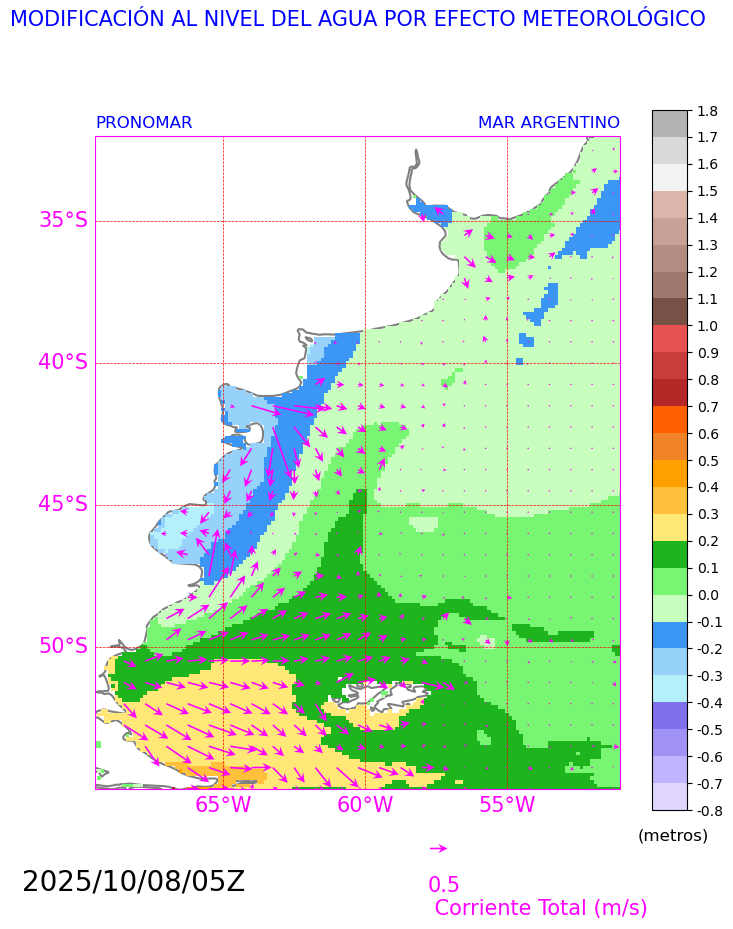 MODIFICACIÓN AL NIVEL DEL AGUA POR EFECTO METEOROLÓGICO
PRONOMAR
MAR ARGENTINO
35°S
40°S
45°S
50°S
65°W
60°W
55°W
1.8
1.7
1.6
1.5
1.4
1.3
1.2
1.1
1.0
0.9
0.8
0.7
0.6
0.5
0.4
0.3
0.2
0.1
0.0
-0.1
-0.2
-0.3
-0.4
-0.5
-0.6
-0.7
-0.8
(metros)
2025/10/08/05Z
0.5
Corriente Total (m/s)